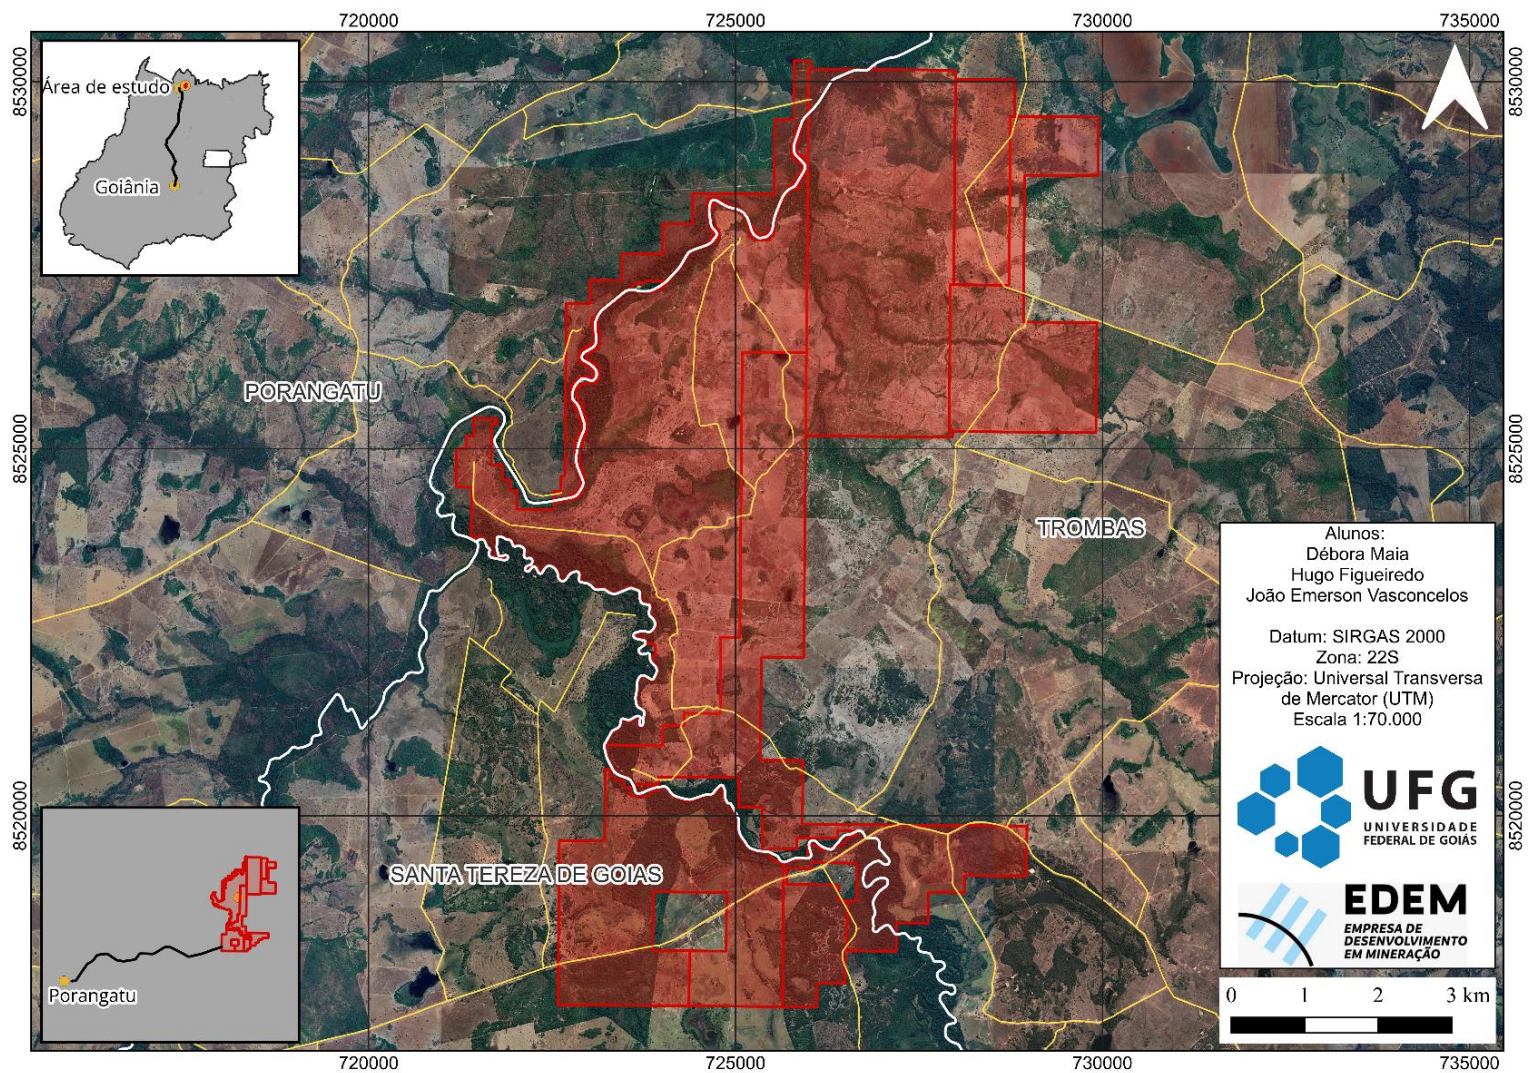 720000
725000
730000
735000
8530000
8530000
Área de estudo
Goiânia
PORANGATU
8525000
8525000
TROMBAS
Alunos:
Débora Maia
Hugo Figueiredo
João Emerson Vasconcelos
Datum: SIRGAS 2000
Zona: 22S
Projeção: Universal Transversa
de Mercator (UTM)
Escala 1:70.000
UFG
UNIVERSIDADE
FEDERAL DE GOIÁS
8520000
8520000
SANTA TEREZA DE GOIAS
EDEM
EMPRESA DE
DESENVOLVIMENTO
EM MINERAÇÃO
Porangatu
0 1 2 3 km
720000
725000
730000
735000